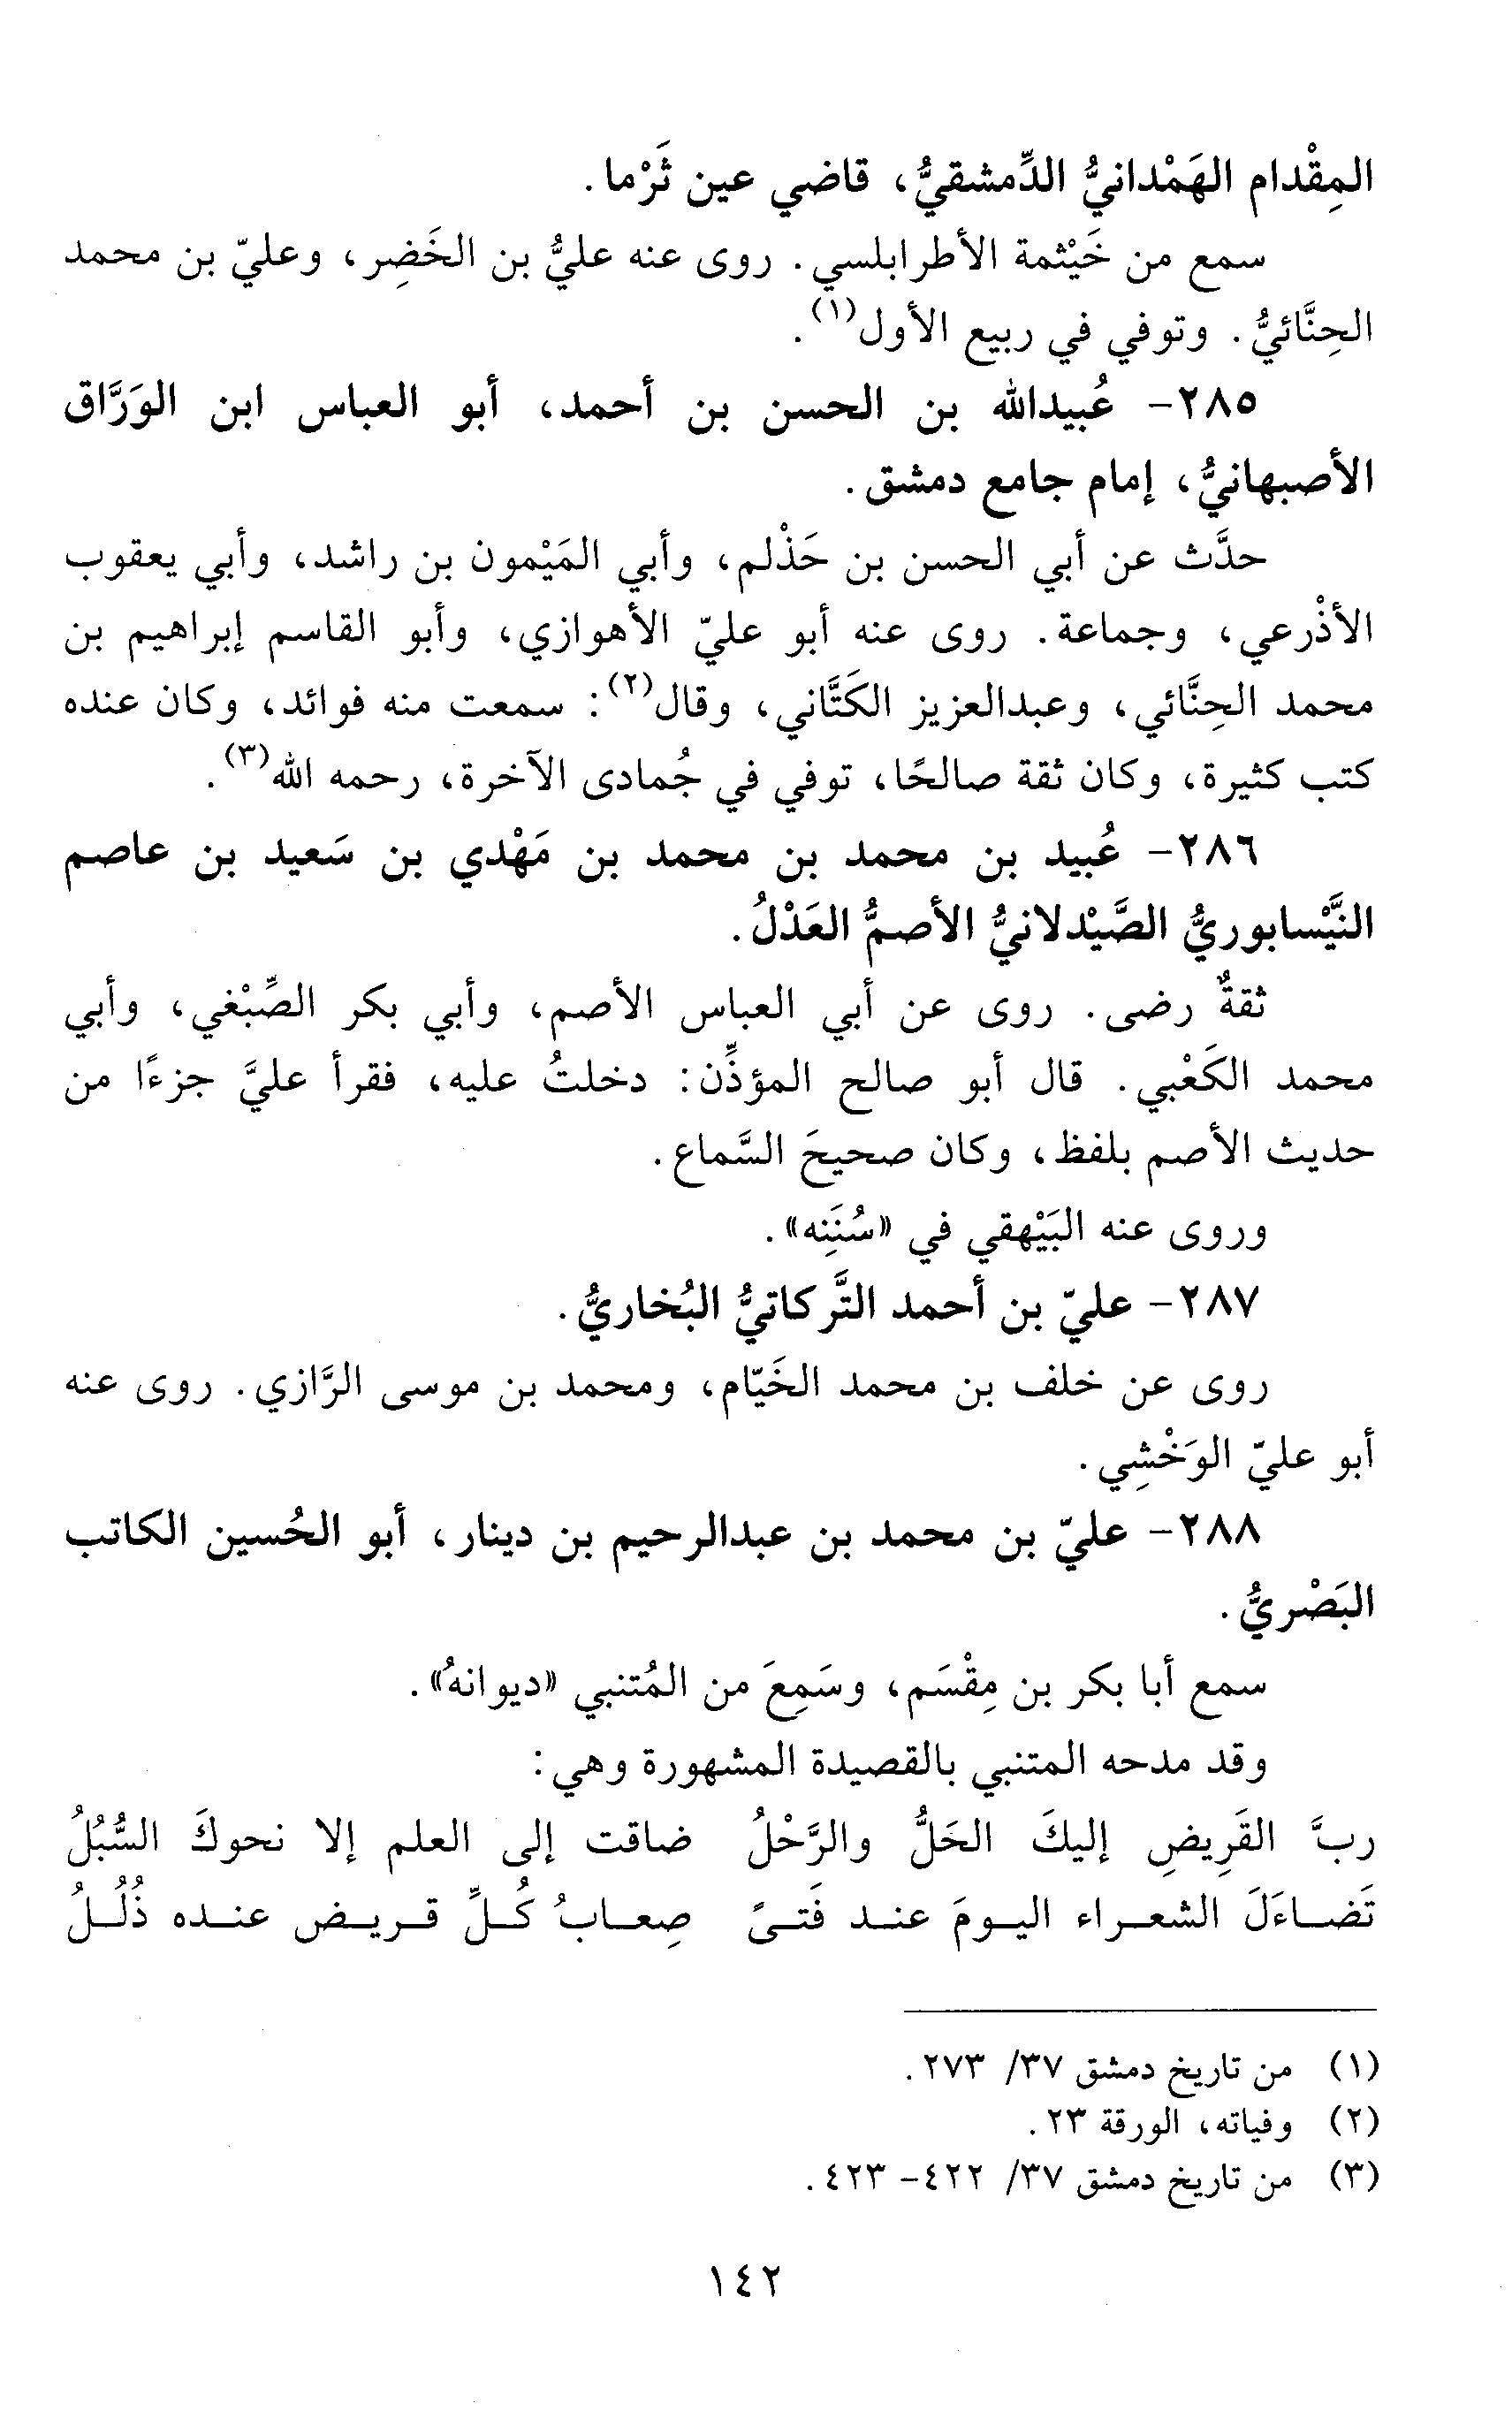 المِقْدام الهَمْدانيُّ الدِّمشقيُّ، قاضي عين ثَرْما.
سمع من خَيْثمة الأطرابلسي. روى عنه عليُّ بن الخَضِر، وعليّ بن محمد
الحِنَّائيُّ. وتوفي في ربيع الأول(١).
٢٨٥- عُبيدالله بن الحسن بن أحمد، أبو العباس ابن الوَرَّاق
الأصبهانيُّ، إمام جامع دمشق.
حدَّث عن أبي الحسن بن حَذْلم، وأبي المَيْمون بن راشد، وأبي يعقوب
الأذْرعي، وجماعة. روى عنه أبو عليّ الأهوازي، وأبو القاسم إبراهيم بن
محمد الحِنَّائي، وعبدالعزيز الكَتَّاني، وقال(٢): سمعت منه فوائد، وكان عنده
كتب كثيرة، وكان ثقة صالحًا، توفي في جُمادى الآخرة، رحمه الله(٣).
٢٨٦- عُبيد بن محمد بن محمد بن مَهْدي بن سَعيد بن عاصم
النَّيْسابوريُّ الصَّيْدلانيُّ الأصمُّ العَدْلُ.
ثقةٌ رضى. روى عن أبي العباس الأصم، وأبي بكر الصِّبْغي، وأبي
محمد الكَعْبي. قال أبو صالح المؤذِّن: دخلتُ عليه، فقرأ عليَّ جزءًا من
حديث الأصم بلفظ، وكان صحيحَ السَّماع.
وروى عنه البَيْهقي في «سُنَنِه».
٢٨٧- عليّ بن أحمد التَّركاتيُّ البُخاريُّ.
روى عن خلف بن محمد الخَيّام، ومحمد بن موسى الرَّازي. روى عنه
أبو عليّ الوَخْشِي.
٢٨٨- عليّ بن محمد بن عبدالرحيم بن دينار، أبو الحُسين الكاتب
البَصْريُّ.
سمع أبا بكر بن مِقْسَم، وسَمِعَ من المُتنبي «ديوانهُ».
وقد مدحه المتنبي بالقصيدة المشهورة وهي:
ربَّ القَرِيضِ إليكَ الحَلُّ والرَّحْلُ ضاقت إلى العلم إلا نحوكَ السُّبُلُ
تَضاءَلَ الشعراء اليومَ عند فَتىً صِعابُ كُلِّ قريض عنده ذُلُلُ
(١) من تاريخ دمشق ٣٧/ ٢٧٣.
(٢) وفياته، الورقة ٢٣.
(٣) من تاريخ دمشق ٣٧/ ٤٢٢- ٤٢٣.
١٤٢